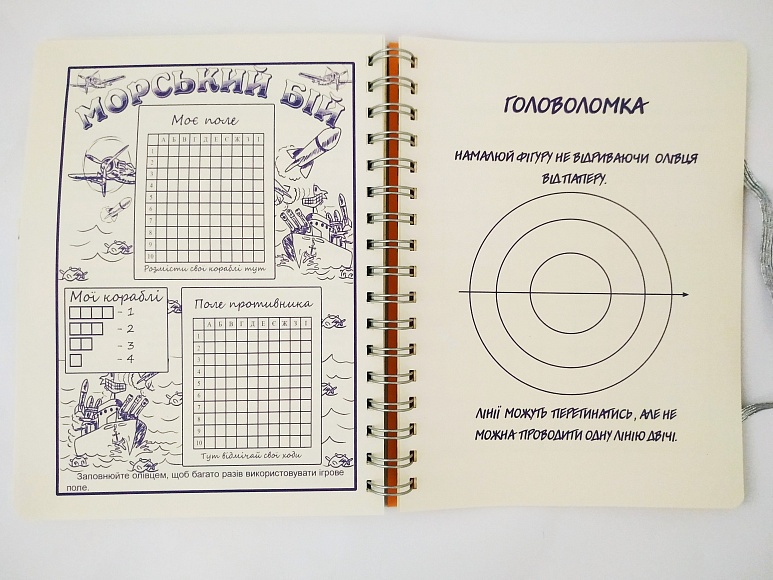 МОРСЬКИЙ БІЙ
Моє поле
А Б В Г Д Е С Ж З І
1
2
3
4
5
6
7
8
9
10
Розмісти свої кораблі тут
Мої кораблі
- 1
- 2
- 3
- 4
Поле противника
А Б В Г Д Е С Ж З І
1
2
3
4
5
6
7
8
9
10
Тут відмічай свої ходи
Заповнюйте олівцем, щоб багато разів використовувати ігрове
поле.
ГОЛОВОЛОМКА
НАМАЛЮЙ ФІГУРУ НЕ ВІДРИВАЮЧИ ОЛІВЦЯ
ВІД ПАПЕРУ.
ЛІНІЇ МОЖУТЬ ПЕРЕТИНАТИСЬ, АЛЕ НЕ
МОЖНА ПРОВОДИТИ ОДНУ ЛІНІЮ ДВІЧІ.